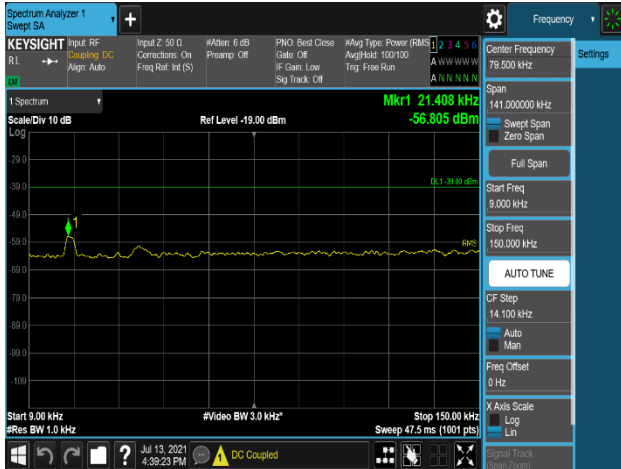 Spectrum Analyzer 1
Swept SA
Frequency
KEYSIGHT
R L
LV
Input: RF
Coupling: DC
Align: Auto
Input Z: 50 Ω
Corrections: On
Freq Ref: Int (S)
#Atten: 6 dB
Preamp: Off
PNO: Best Close
Gate: Off
IF Gain: Low
Sig Track: Off
#Avg Type: Power (RMS
Avg|Hold: 100/100
Trig: Free Run
1 2 3 4 5 6
A W W W W W
A N N N N N
1 Spectrum
Scale/Div 10 dB
Log
Ref Level -19.00 dBm
Mkr1 21.408 kHz
-56.805 dBm
-29.0
-39.0
-49.0
-59.0
-69.0
-79.0
-89.0
-99.0
-109
DL1 -39.00 dBm
1
RMS
Start 9.00 kHz
#Res BW 1.0 kHz
#Video BW 3.0 kHz*
Stop 150.00 kHz
Sweep 47.5 ms (1001 pts)
Center Frequency
79.500 kHz
Settings
Span
141.000000 kHz
Swept Span
Zero Span
Full Span
Start Freq
9.000 kHz
Stop Freq
150.000 kHz
AUTO TUNE
CF Step
14.100 kHz
Auto
Man
Freq Offset
0 Hz
X Axis Scale
Log
Lin
Signal Track
(Span Zoom)
?
Jul 13, 2021
4:39:23 PM
DC Coupled